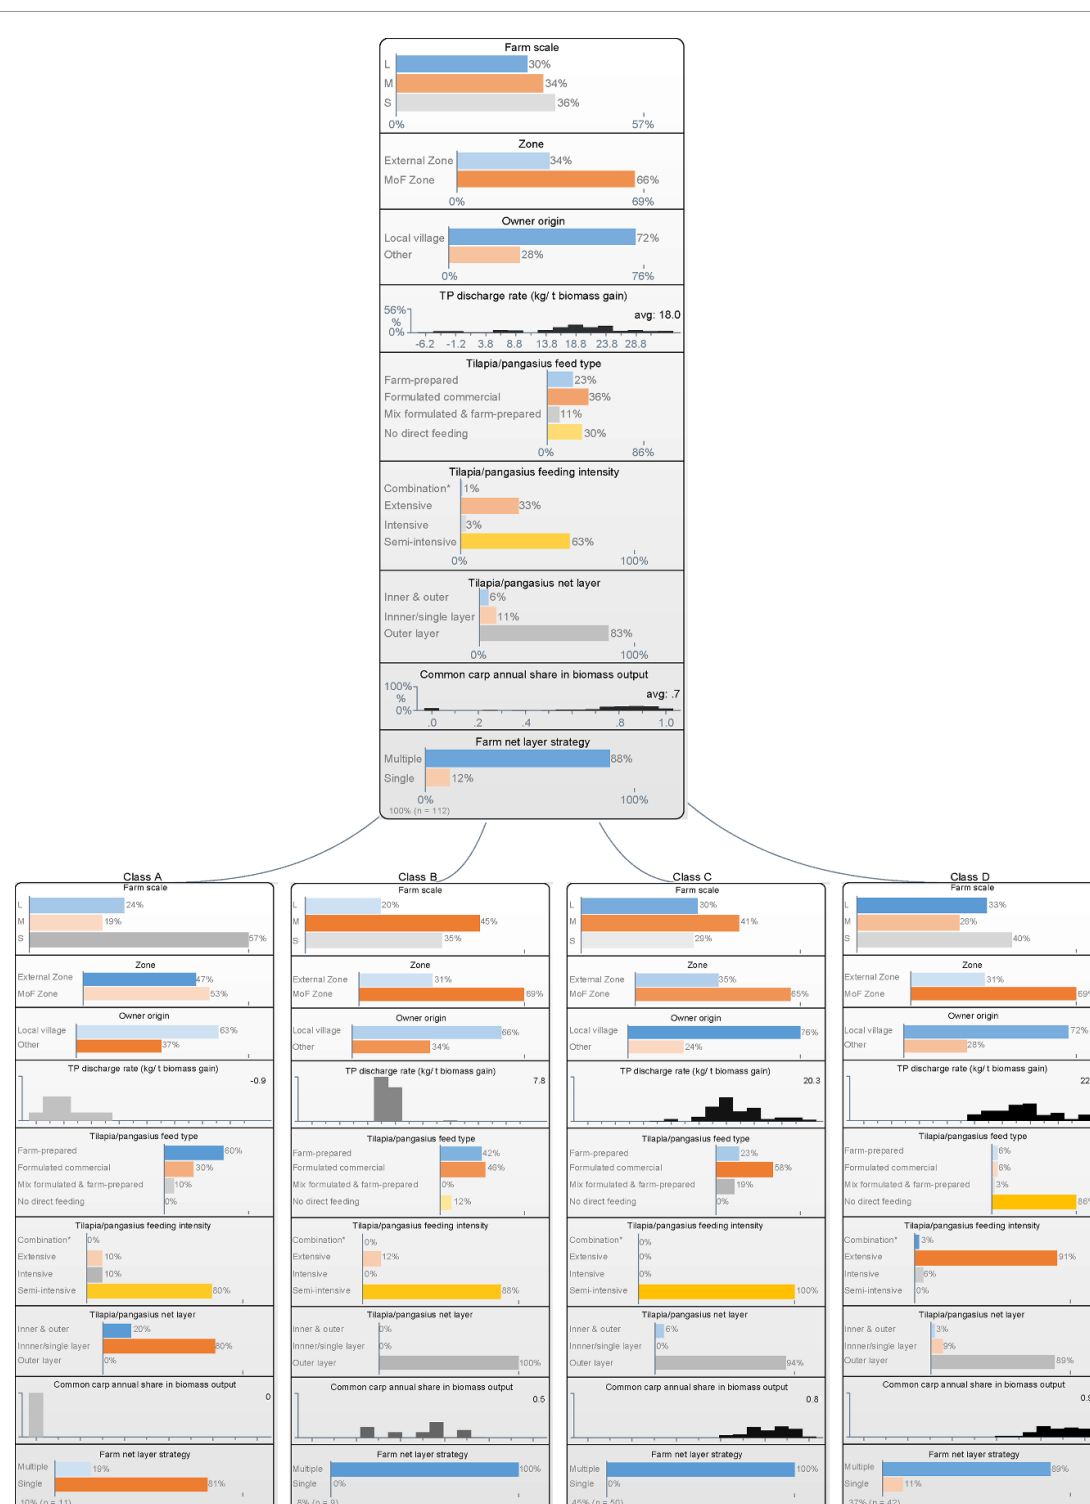 Farm scale
L 30%
M 34%
S 36%
0% 57%
Zone
External Zone 34%
MoF Zone 66%
0% 69%
Owner origin
Local village 72%
Other 28%
0% 76%
TP discharge rate (kg/ t biomass gain)
56% avg: 18.0
%
0%
-6.2 -1.2 3.8 8.8 13.8 18.8 23.8 28.8
Tilapia/pangasius feed type
Farm-prepared 23%
Formulated commercial 36%
Mix formulated & farm-prepared 11%
No direct feeding 30%
0% 86%
Tilapia/pangasius feeding intensity
Combination* 1%
Extensive 33%
Intensive 3%
Semi-intensive 63%
0% 100%
Tilapia/pangasius net layer
Inner & outer 6%
Innner/single layer 11%
Outer layer 83%
0% 100%
Common carp annual share in biomass output
100% avg: .7
%
0%
.0 .2 .4 .8 1.0
Farm net layer strategy
Multiple 88%
Single 12%
0% 100%
100% (n = 112)
Class A
Farm scale
L 24%
M 19%
S 57%
Zone
External Zone 47%
MoF Zone 53%
Owner origin
Local village 63%
Other 37%
TP discharge rate (kg/ t biomass gain)
-0.9
Tilapia/pangasius feed type
Farm-prepared 60%
Formulated commercial 30%
Mix formulated & farm-prepared 10%
No direct feeding 0%
Tilapia/pangasius feeding intensity
Combination* 0%
Extensive 10%
Intensive 10%
Semi-intensive 80%
Tilapia/pangasius net layer
Inner & outer 20%
Innner/single layer 80%
Outer layer 0%
Common carp annual share in biomass output
0
Farm net layer strategy
Multiple 19%
Single 81%
10% (n = 11)
Class B
Farm scale
L 20%
M 45%
S 35%
Zone
External Zone 31%
MoF Zone 69%
Owner origin
Local village 66%
Other 34%
TP discharge rate (kg/ t biomass gain)
7.8
Tilapia/pangasius feed type
Farm-prepared 42%
Formulated commercial 46%
Mix formulated & farm-prepared 0%
No direct feeding 12%
Tilapia/pangasius feeding intensity
Combination* 0%
Extensive 12%
Intensive 0%
Semi-intensive 88%
Tilapia/pangasius net layer
Inner & outer 0%
Innner/single layer 0%
Outer layer 100%
Common carp annual share in biomass output
0.5
Farm net layer strategy
Multiple 100%
Single 0%
8% (n = 9)
Class C
Farm scale
L 30%
M 41%
S 29%
Zone
External Zone 35%
MoF Zone 65%
Owner origin
Local village 76%
Other 24%
TP discharge rate (kg/ t biomass gain)
20.3
Tilapia/pangasius feed type
Farm-prepared 23%
Formulated commercial 58%
Mix formulated & farm-prepared 19%
No direct feeding 0%
Tilapia/pangasius feeding intensity
Combination* 0%
Extensive 0%
Intensive 0%
Semi-intensive 100%
Tilapia/pangasius net layer
Inner & outer 6%
Innner/single layer 0%
Outer layer 94%
Common carp annual share in biomass output
0.8
Farm net layer strategy
Multiple 100%
Single 0%
45% (n = 50)
Class D
Farm scale
L 33%
M 26%
S 40%
Zone
External Zone 31%
MoF Zone 69%
Owner origin
Local village 72%
Other 28%
TP discharge rate (kg/ t biomass gain)
22
Tilapia/pangasius feed type
Farm-prepared 6%
Formulated commercial 6%
Mix formulated & farm-prepared 3%
No direct feeding 86%
Tilapia/pangasius feeding intensity
Combination* 3%
Extensive 91%
Intensive 6%
Semi-intensive 0%
Tilapia/pangasius net layer
Inner & outer 3%
Innner/single layer 9%
Outer layer 89%
Common carp annual share in biomass output
0.9
Farm net layer strategy
Multiple 89%
Single 11%
37% (n = 42)